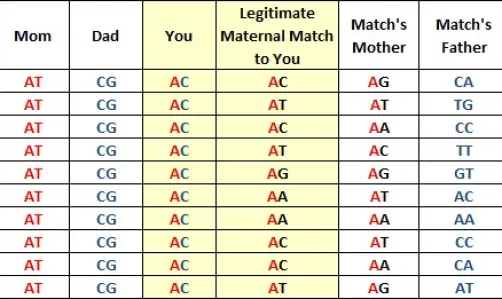 Mom Dad You Legitimate Maternal Match to You Match's Mother Match's Father
AT CG AC AC AG CA
AT CG AC AT AT TG
AT CG AC AC AA CC
AT CG AC AT AC TT
AT CG AC AG AG GT
AT CG AC AA AT AC
AT CG AC AA AA AA
AT CG AC AC AT CC
AT CG AC AC AA CA
AT CG AC AT AG AT